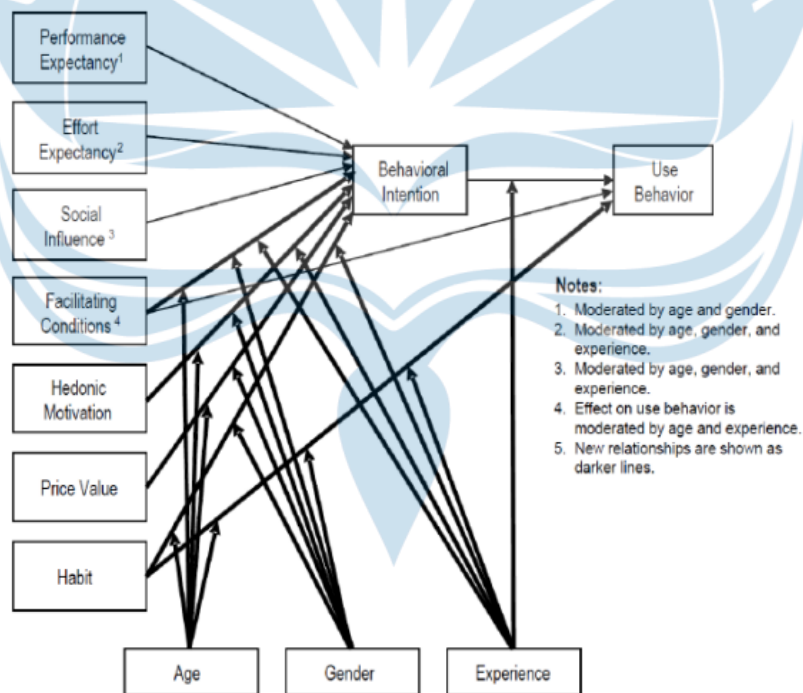 Performance
Expectancy¹
Effort
Expectancy²
Social
Influence ³
Facilitating
Conditions ⁴
Hedonic
Motivation
Price Value
Habit
Behavioral
Intention
Use
Behavior
Notes:
1. Moderated by age and gender.
2. Moderated by age, gender, and
experience.
3. Moderated by age, gender, and
experience.
4. Effect on use behavior is
moderated by age and experience.
5. New relationships are shown as
darker lines.
Age
Gender
Experience